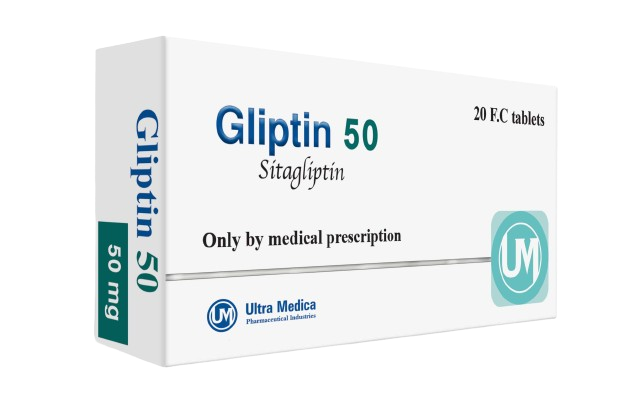 Gliptin 50
50 mg
Gliptin 50
Sitagliptin
20 F.C tablets
Only by medical prescription
UM
UM Ultra Medica
Pharmaceutical Industries